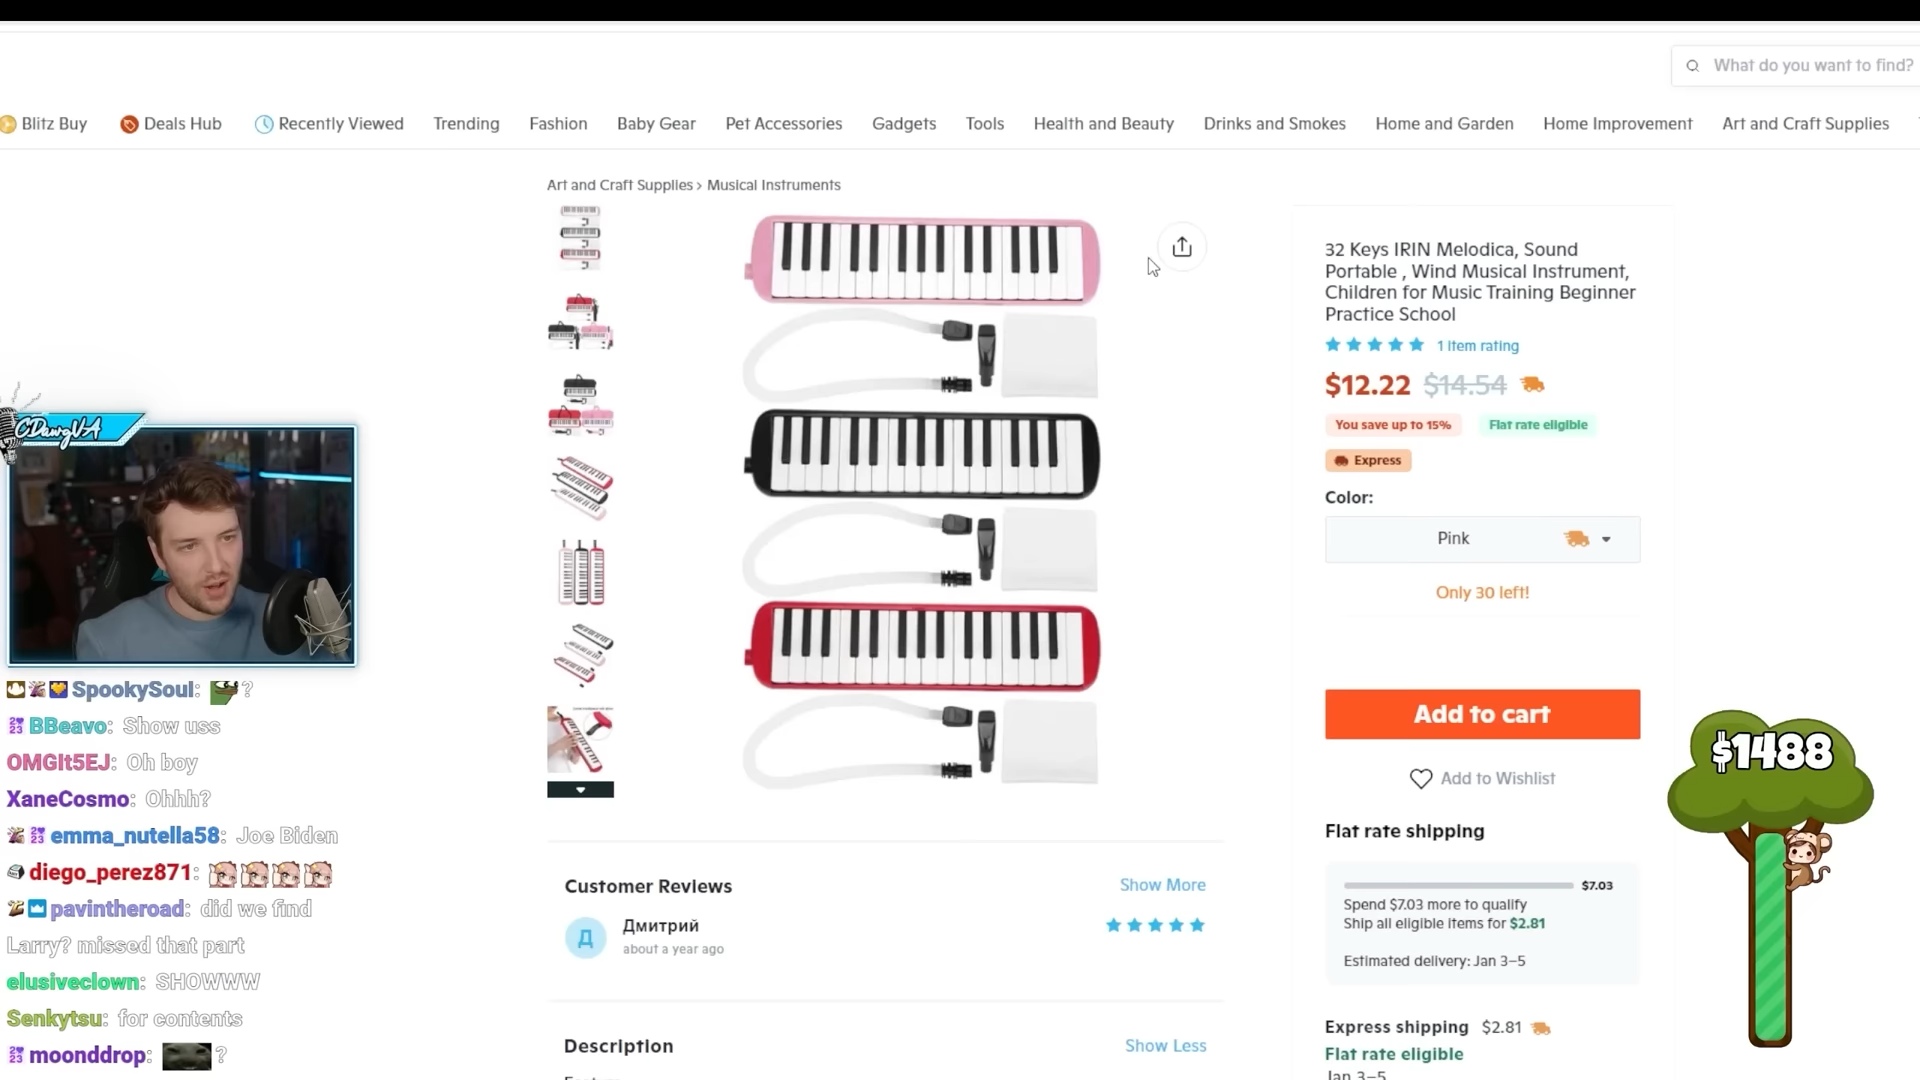 What do you want to find?
Blitz Buy
Deals Hub
Recently Viewed
Trending
Fashion
Baby Gear
Pet Accessories
Gadgets
Tools
Health and Beauty
Drinks and Smokes
Home and Garden
Home Improvement
Art and Craft Supplies
Art and Craft Supplies › Musical Instruments
32 Keys IRIN Melodica, Sound
Portable , Wind Musical Instrument,
Children for Music Training Beginner
Practice School
1 item rating
$12.22 $14.54
You save up to 15%
Flat rate eligible
Express
Color:
Pink
Only 30 left!
Add to cart
Add to Wishlist
Flat rate shipping
$7.03
Spend $7.03 more to qualify
Ship all eligible items for $2.81
Estimated delivery: Jan 3–5
Express shipping $2.81
Flat rate eligible
Jan 3–5
Customer Reviews
Show More
Д
Дмитрий
about a year ago
Description
Show Less
CDawgVA
SpookySoul: ?
BBeavo: Show uss
OMGIt5EJ: Oh boy
XaneCosmo: Ohhh?
emma_nutella58: Joe Biden
diego_perez871:
pavintheroad: did we find
Larry? missed that part
elusiveclown: SHOWWW
Senkytsu: for contents
moonddrop: ?
$1488